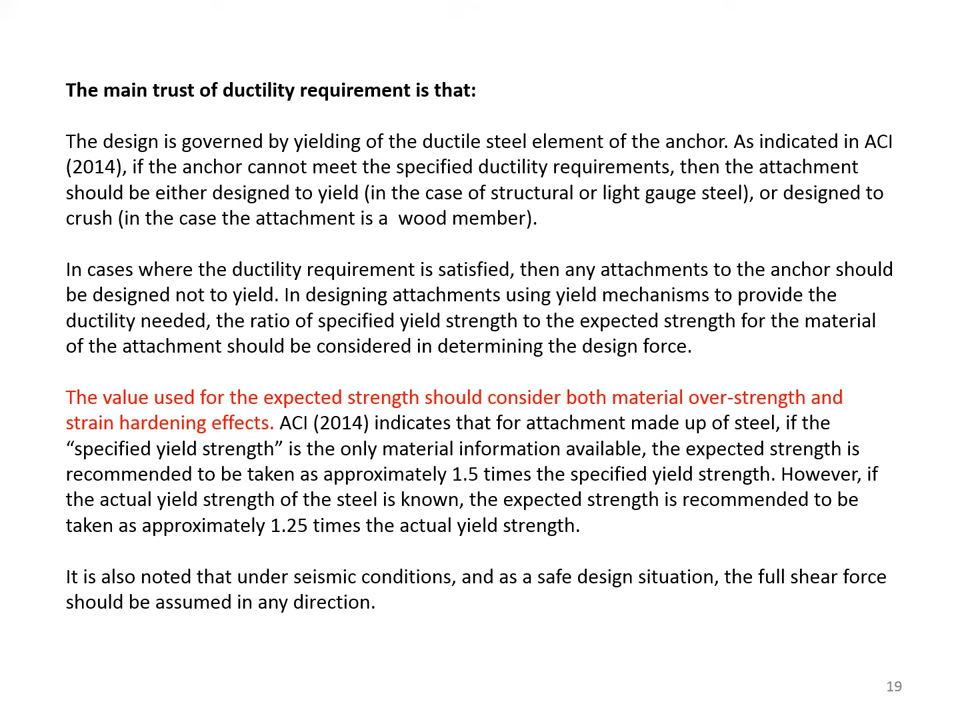 The main trust of ductility requirement is that:
The design is governed by yielding of the ductile steel element of the anchor. As indicated in ACI
(2014), if the anchor cannot meet the specified ductility requirements, then the attachment
should be either designed to yield (in the case of structural or light gauge steel), or designed to
crush (in the case the attachment is a  wood member).
In cases where the ductility requirement is satisfied, then any attachments to the anchor should
be designed not to yield. In designing attachments using yield mechanisms to provide the
ductility needed, the ratio of specified yield strength to the expected strength for the material
of the attachment should be considered in determining the design force.
The value used for the expected strength should consider both material over-strength and
strain hardening effects. ACI (2014) indicates that for attachment made up of steel, if the
“specified yield strength” is the only material information available, the expected strength is
recommended to be taken as approximately 1.5 times the specified yield strength. However, if
the actual yield strength of the steel is known, the expected strength is recommended to be
taken as approximately 1.25 times the actual yield strength.
It is also noted that under seismic conditions, and as a safe design situation, the full shear force
should be assumed in any direction.
19